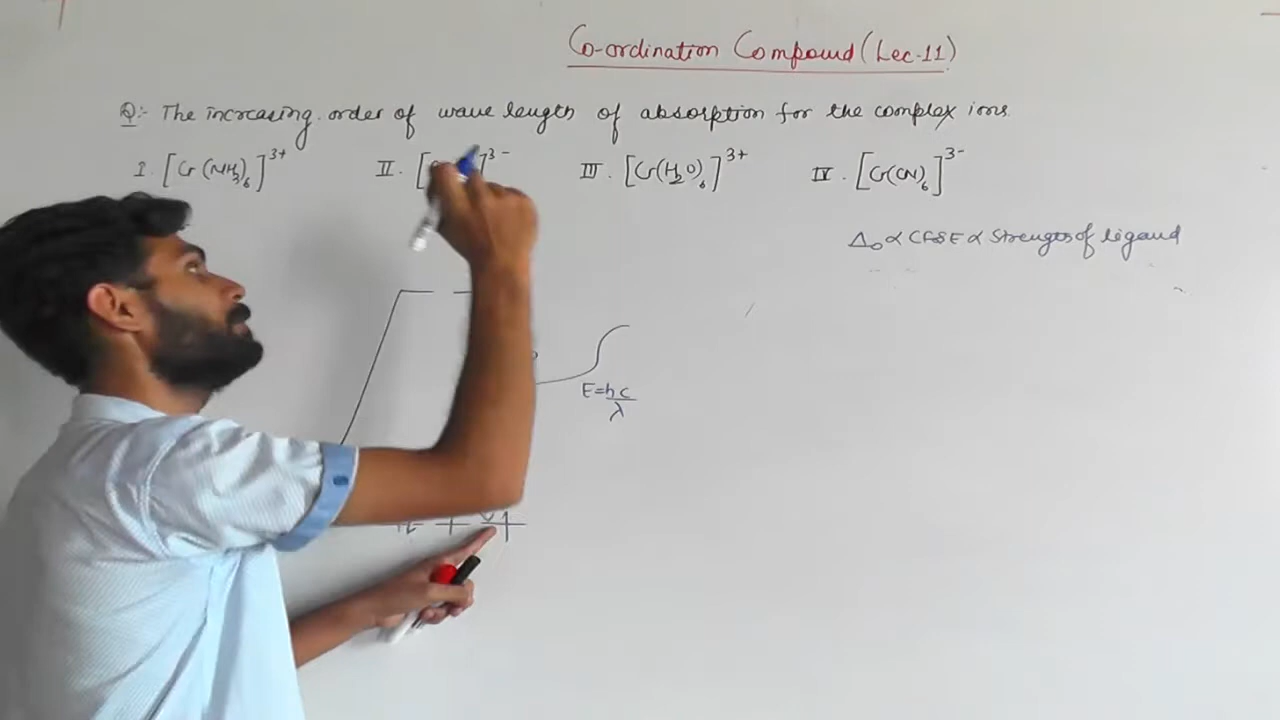 Co-ordination Compound (Lec-11)
Q:- The increasing order of wave length of absorption for the complex ions
I. [Cr(NH3)6]3+ II. [ ]3- III. [Cr(H2O)6]3+ IV. [Cr(CN)6]3-
Δo ∝ CFSE ∝ Strength of ligand
E=hc/λ